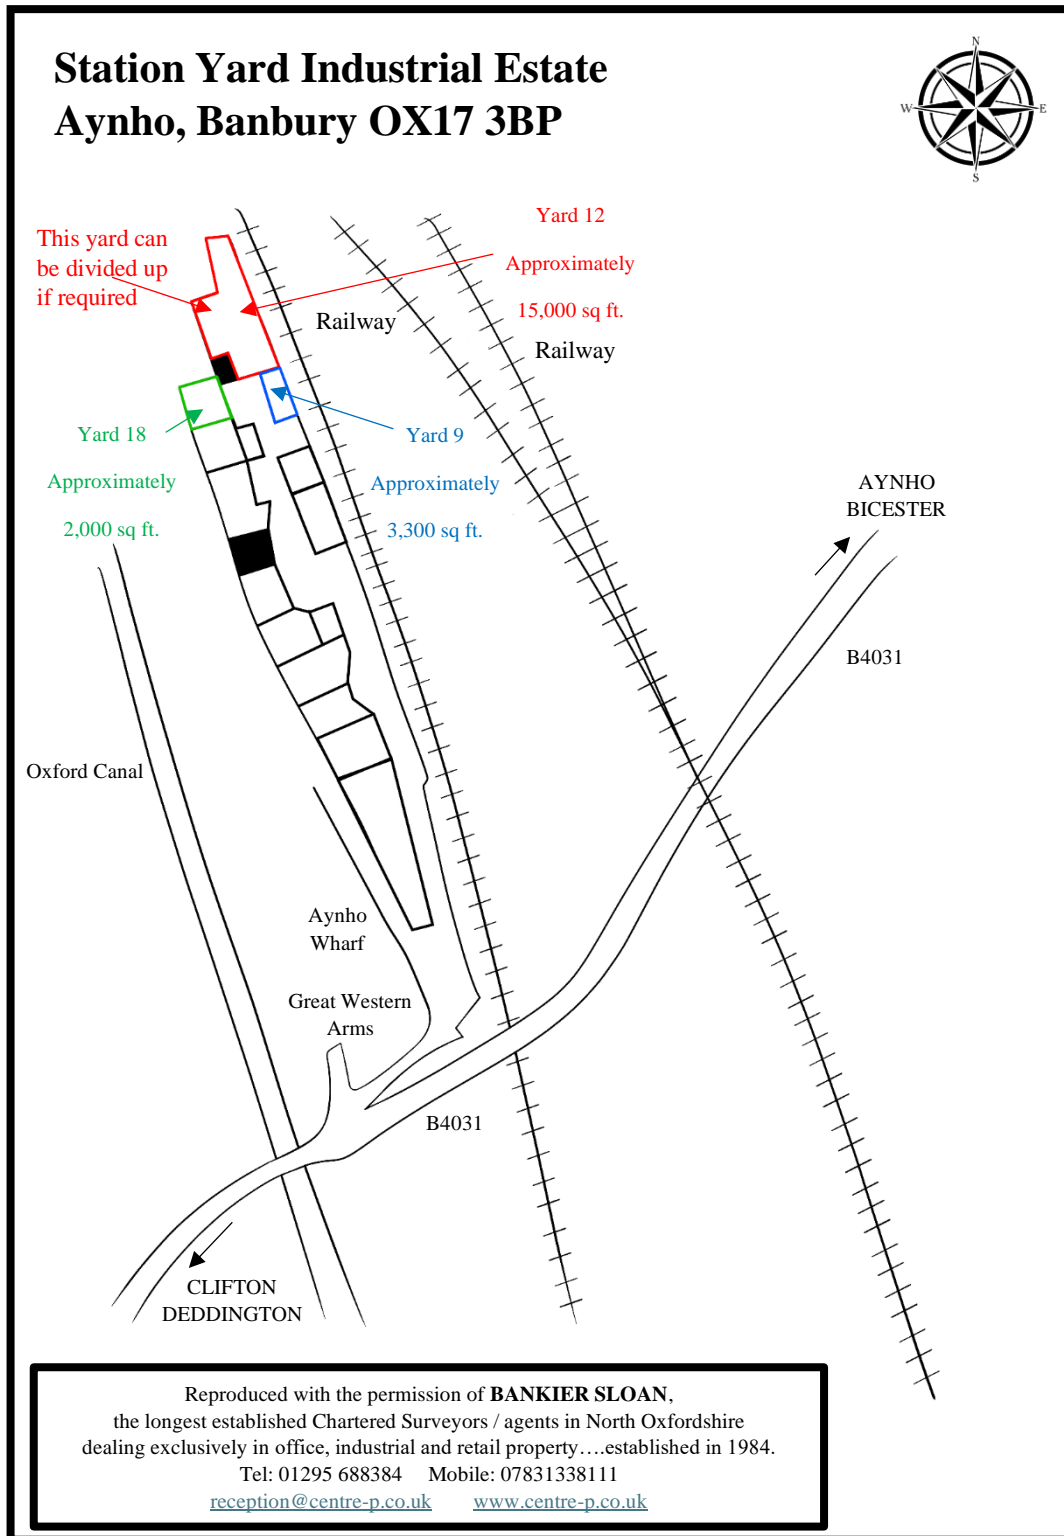 Station Yard Industrial Estate
Aynho, Banbury OX17 3BP
N
W
E
S
This yard can
be divided up
if required
Yard 12
Approximately
15,000 sq ft.
Railway
Railway
Yard 18
Approximately
2,000 sq ft.
Yard 9
Approximately
3,300 sq ft.
AYNHO
BICESTER
B4031
Oxford Canal
Aynho
Wharf
Great Western
Arms
B4031
CLIFTON
DEDDINGTON
Reproduced with the permission of BANKIER SLOAN,
the longest established Chartered Surveyors / agents in North Oxfordshire
dealing exclusively in office, industrial and retail property….established in 1984.
Tel: 01295 688384 Mobile: 07831338111
reception@centre-p.co.uk www.centre-p.co.uk